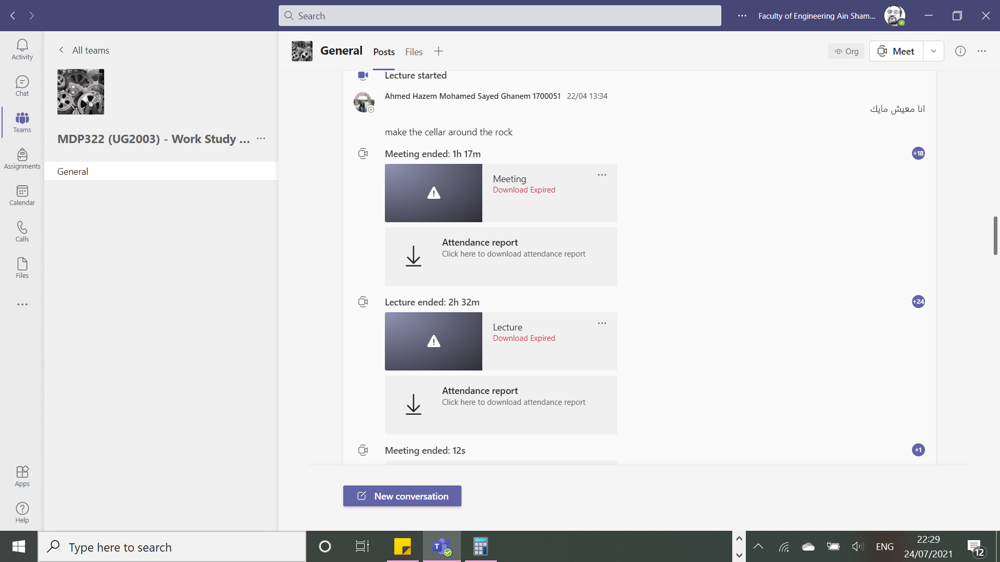 Search
Faculty of Engineering Ain Sham...
Activity
Chat
Teams
Assignments
Calendar
Calls
Files
Apps
Help
All teams
MDP322 (UG2003) - Work Study ...
General
General
Posts
Files
Org
Meet
Lecture started
Ahmed Hazem Mohamed Sayed Ghanem 1700051 22/04 13:34
انا معيش مايك
make the cellar around the rock
Meeting ended: 1h 17m
+18
Meeting
Download Expired
Attendance report
Click here to download attendance report
Lecture ended: 2h 32m
+24
Lecture
Download Expired
Attendance report
Click here to download attendance report
Meeting ended: 12s
+1
New conversation
Type here to search
T
ENG
22:29
24/07/2021
12